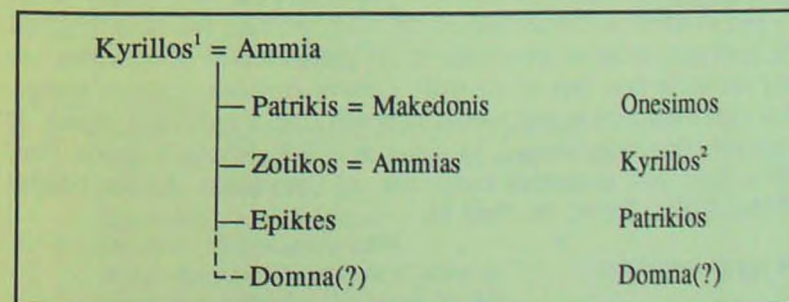 Kyrillos¹ = Ammia
Patrikis = Makedonis Onesimos
Zotikos = Ammias Kyrillos²
Epiktes Patrikios
Domna(?) Domna(?)